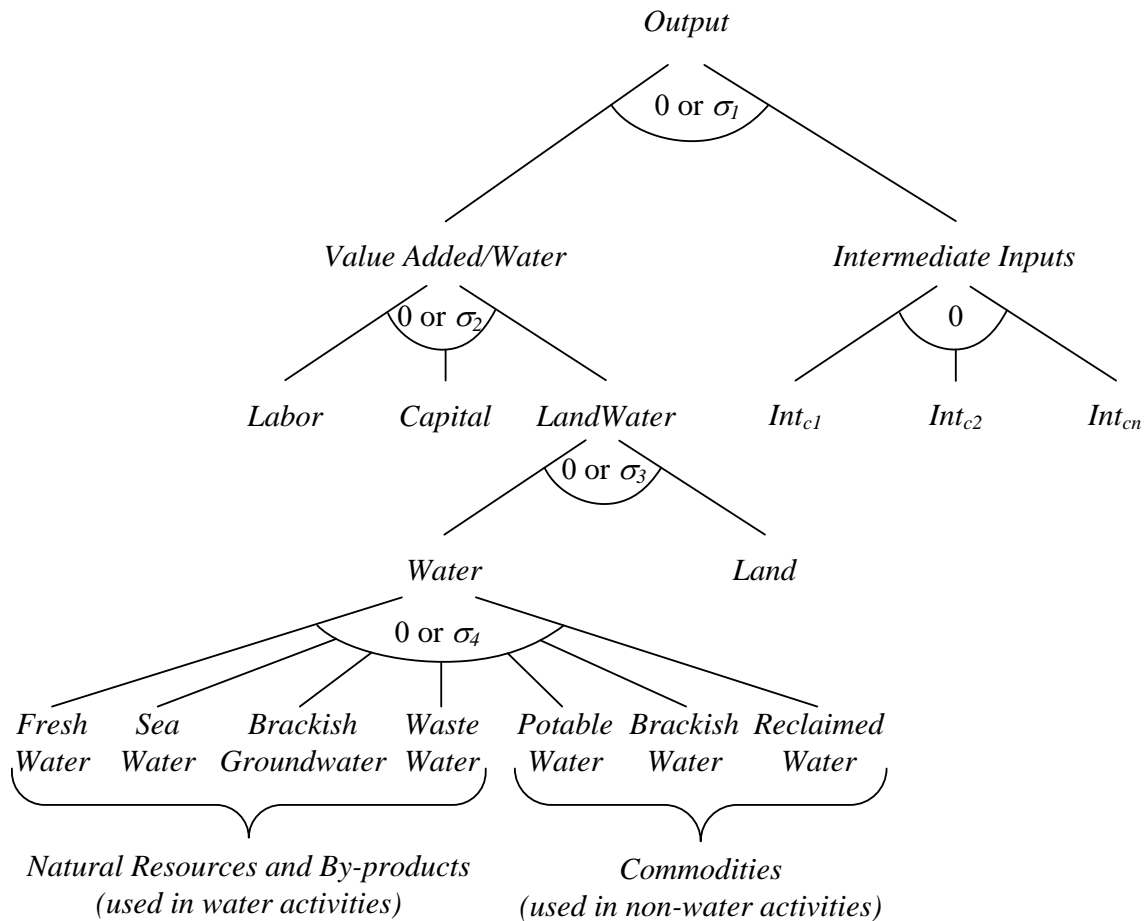 Output
0 or σ1
Value Added/Water
Intermediate Inputs
0 or σ2
0
Labor
Capital
LandWater
Intc1
Intc2
Intcn
0 or σ3
Water
Land
0 or σ4
Fresh
Water
Sea
Water
Brackish
Groundwater
Waste
Water
Potable
Water
Brackish
Water
Reclaimed
Water
Natural Resources and By-products
(used in water activities)
Commodities
(used in non-water activities)